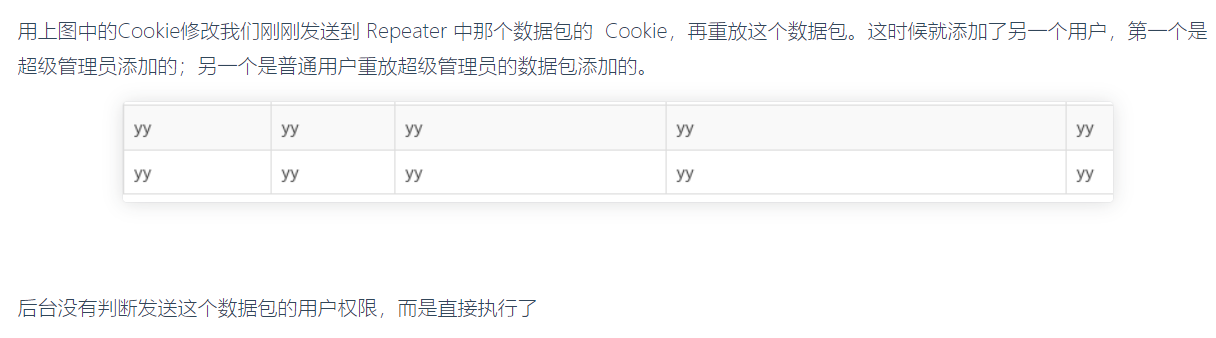 用上图中的Cookie修改我们刚刚发送到 Repeater 中那个数据包的 Cookie，再重放这个数据包。这时候就添加了另一个用户，第一个是
超级管理员添加的；另一个是普通用户重放超级管理员的数据包添加的。
yy yy yy yy yy
yy yy yy yy yy
后台没有判断发送这个数据包的用户权限，而是直接执行了